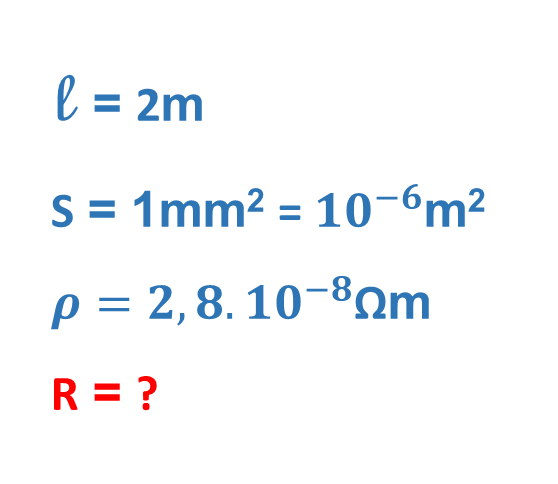 ℓ = 2m
S = 1mm² = 10⁻⁶m²
ρ = 2,8.10⁻⁸Ωm
R = ?